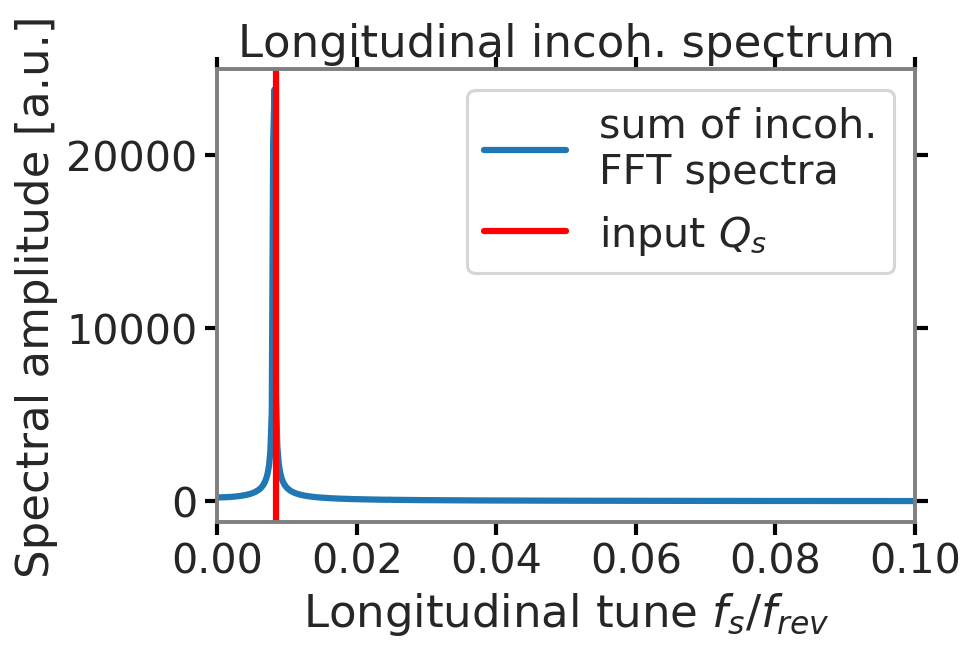 Longitudinal incoh. spectrum
Spectral amplitude [a.u.]
20000
10000
0
sum of incoh.
FFT spectra
input Qₛ
0.00 0.02 0.04 0.06 0.08 0.10
Longitudinal tune fₛ/f_rev